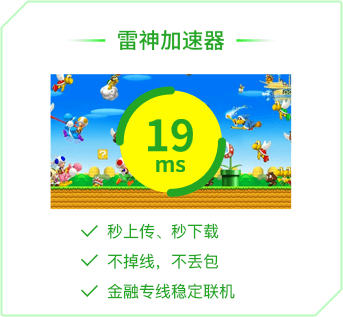 雷神加速器
19
ms
秒上传、秒下载
不掉线，不丢包
金融专线稳定联机